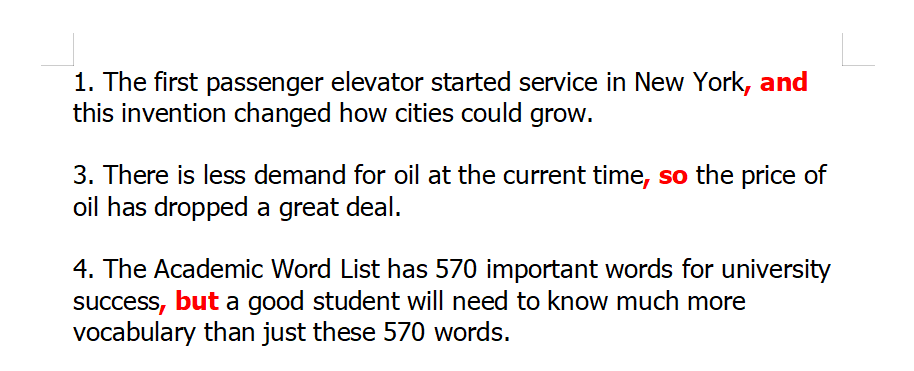 1. The first passenger elevator started service in New York, and
this invention changed how cities could grow.
3. There is less demand for oil at the current time, so the price of
oil has dropped a great deal.
4. The Academic Word List has 570 important words for university
success, but a good student will need to know much more
vocabulary than just these 570 words.